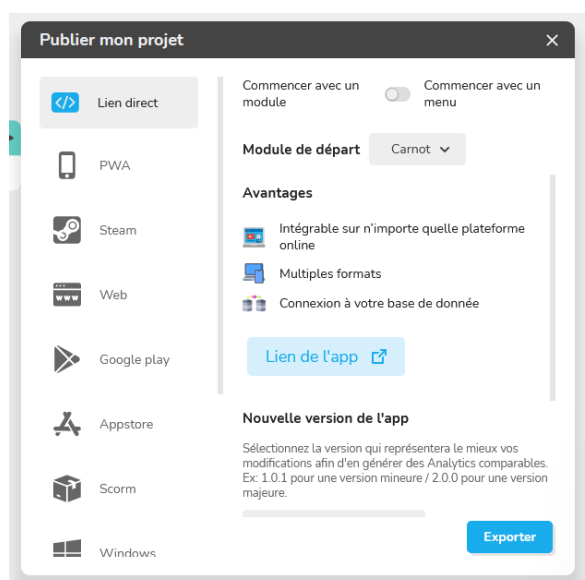 Publier mon projet
Lien direct
PWA
Steam
Web
Google play
Appstore
Scorm
Windows
Commencer avec un
module
Commencer avec un
menu
Module de départ
Carnot
Avantages
Intégrable sur n'importe quelle plateforme
online
Multiples formats
Connexion à votre base de donnée
Lien de l'app
Nouvelle version de l'app
Sélectionnez la version qui représentera le mieux vos
modifications afin d'en générer des Analytics comparables.
Ex: 1.0.1 pour une version mineure / 2.0.0 pour une version
majeure.
Exporter